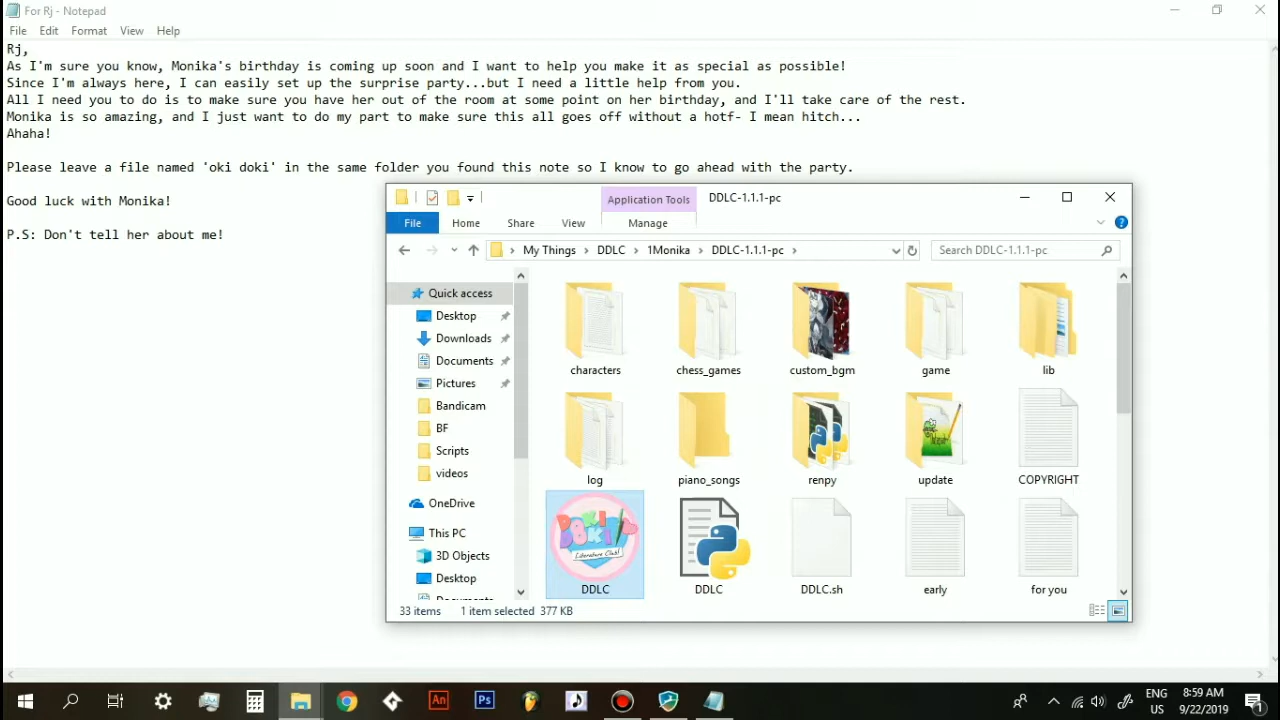 For Rj - Notepad
File Edit Format View Help
Rj,
As I'm sure you know, Monika's birthday is coming up soon and I want to help you make it as special as possible!
Since I'm always here, I can easily set up the surprise party...but I need a little help from you.
All I need you to do is to make sure you have her out of the room at some point on her birthday, and I'll take care of the rest.
Monika is so amazing, and I just want to do my part to make sure this all goes off without a hotf- I mean hitch...
Ahaha!
Please leave a file named 'oki doki' in the same folder you found this note so I know to go ahead with the party.
Good luck with Monika!
P.S: Don't tell her about me!
Application Tools
DDLC-1.1.1-pc
File Home Share View Manage
My Things DDLC 1Monika DDLC-1.1.1-pc
Search DDLC-1.1.1-pc
Quick access
Desktop
Downloads
Documents
Pictures
Bandicam
BF
Scripts
videos
OneDrive
This PC
3D Objects
Desktop
Documents
characters chess_games custom_bgm game lib
log piano_songs renpy update COPYRIGHT
DOKI DOKI
Literature Club!
DDLC DDLC DDLC.sh early for you
33 items 1 item selected 377 KB
An Ps
ENG 8:59 AM
US 9/22/2019
1